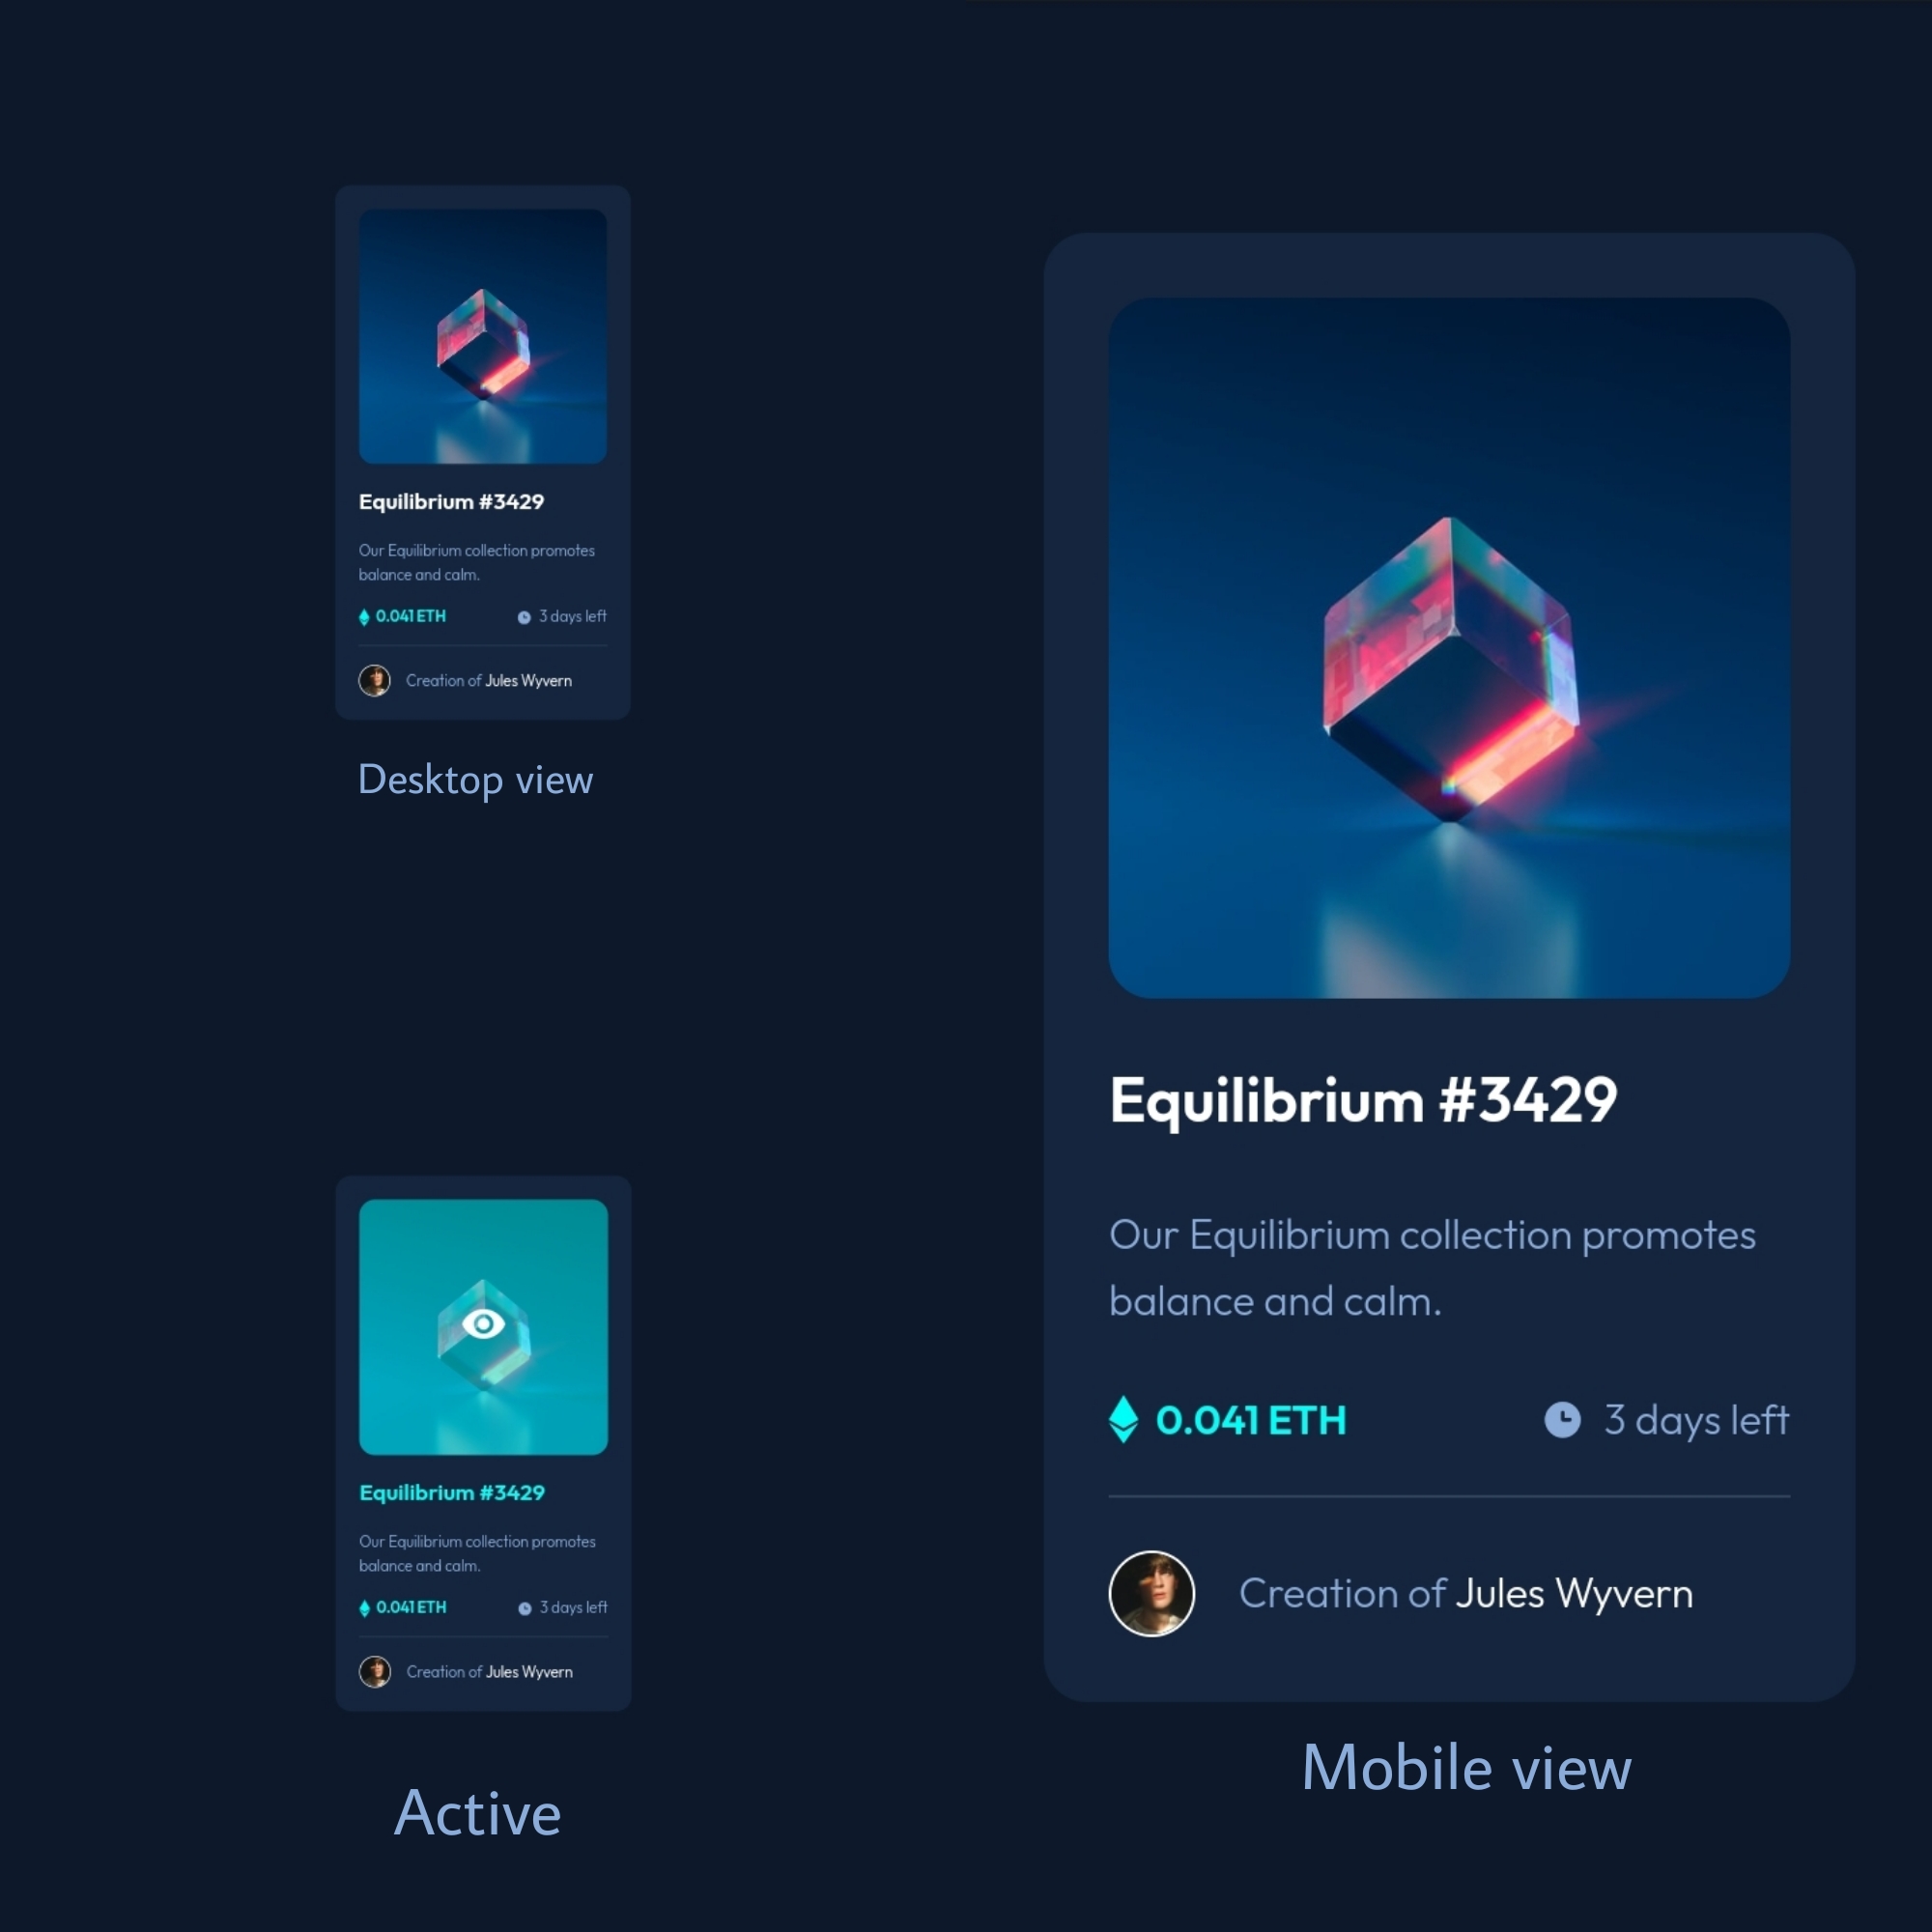 Equilibrium #3429
Our Equilibrium collection promotes
balance and calm.
0.041 ETH
3 days left
Creation of Jules Wyvern
Desktop view
Equilibrium #3429
Our Equilibrium collection promotes
balance and calm.
0.041 ETH
3 days left
Creation of Jules Wyvern
Active
Equilibrium #3429
Our Equilibrium collection promotes
balance and calm.
0.041 ETH
3 days left
Creation of Jules Wyvern
Mobile view